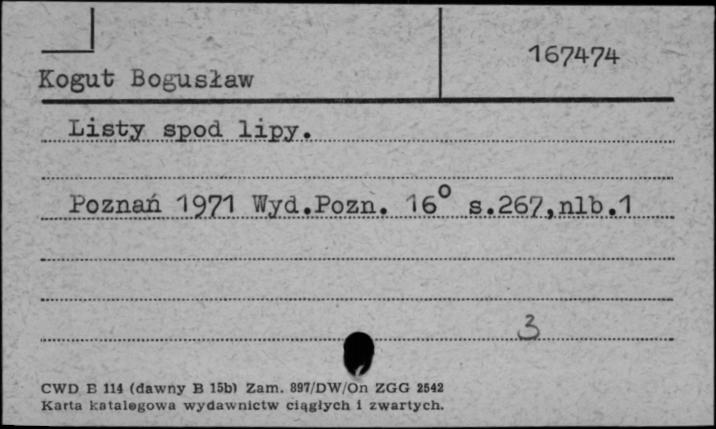 167474
Kogut Bogusław
Listy spod lipy.
Poznań 1971 Wyd.Pozn. 16° s.267,nlb.1
3
CWD E 114 (dawny B 15b) Zam. 897/DW/On ZGG 2542
Karta katalogowa wydawnictw ciągłych i zwartych.